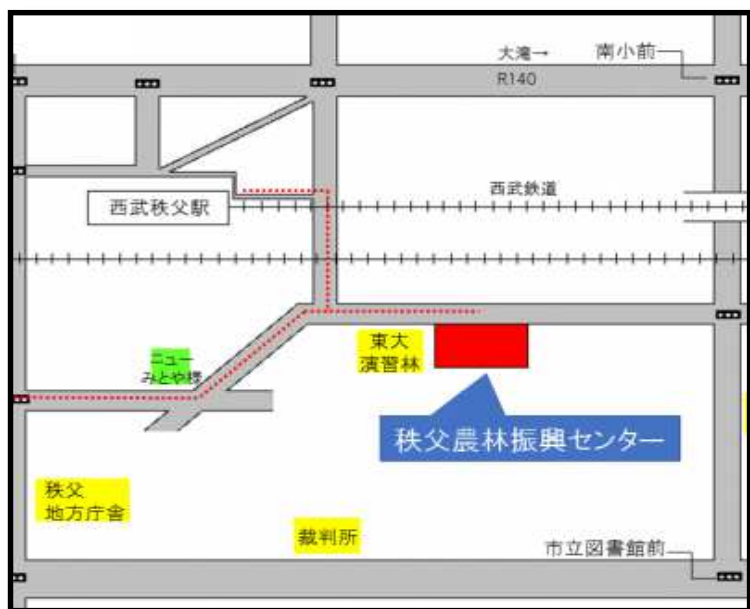 大滝→
南小前
R140
西武鉄道
西武秩父駅
東大
演習林
ニュー
みとや様
秩父農林振興センター
秩父
地方庁舎
裁判所
市立図書館前